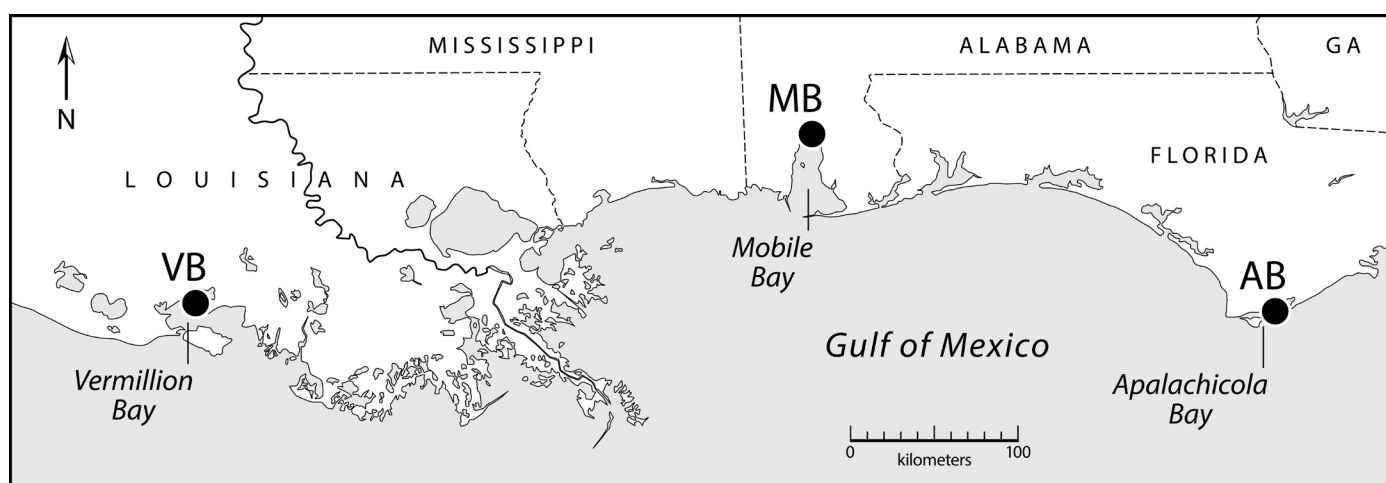 MISSISSIPPI
ALABAMA
GA
N
MB
FLORIDA
LOUISIANA
Mobile
Bay
VB
AB
Gulf of Mexico
Vermillion
Bay
Apalachicola
Bay
0
kilometers
100